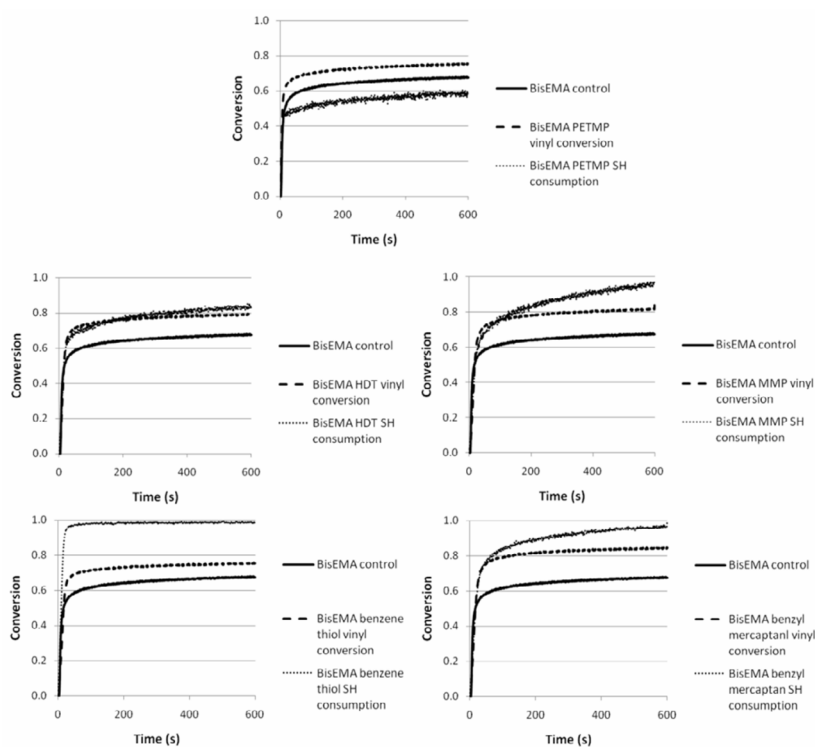 1.0
0.8
0.6
0.4
0.2
0.0
Conversion
0
200
400
600
Time (s)
BisEMA control
BisEMA PETMP
vinyl conversion
BisEMA PETMP SH
consumption
1.0
0.8
0.6
0.4
0.2
0.0
Conversion
0
200
400
600
Time (s)
BisEMA control
BisEMA HDT vinyl
conversion
BisEMA HDT SH
consumption
1.0
0.8
0.6
0.4
0.2
0.0
Conversion
0
200
400
600
Time (s)
BisEMA control
BisEMA MMP vinyl
conversion
BisEMA MMP SH
consumption
1.0
0.8
0.6
0.4
0.2
0.0
Conversion
0
200
400
600
Time (s)
BisEMA control
BisEMA benzene
thiol vinyl
conversion
BisEMA benzene
thiol SH
consumption
1.0
0.8
0.6
0.4
0.2
0.0
Conversion
0
200
400
600
Time (s)
BisEMA control
BisEMA benzyl
mercaptanl vinyl
conversion
BisEMA benzyl
mercaptan SH
consumption